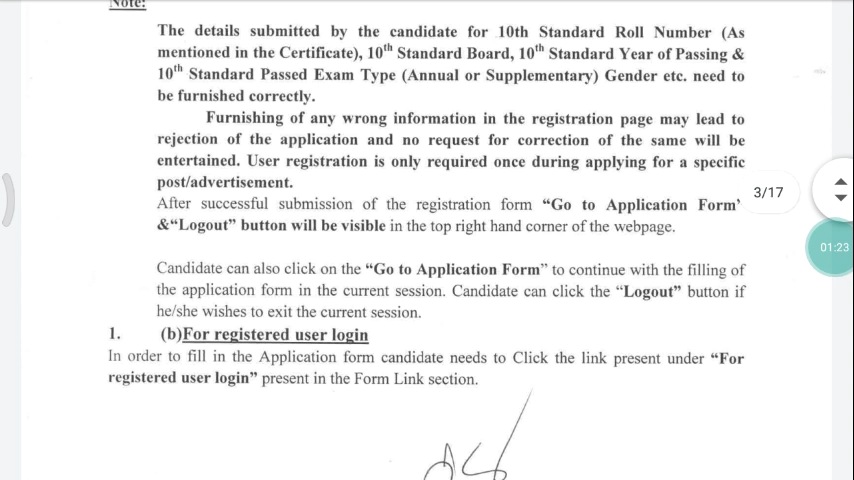 Note:
The details submitted by the candidate for 10th Standard Roll Number (As
mentioned in the Certificate), 10th Standard Board, 10th Standard Year of Passing &
10th Standard Passed Exam Type (Annual or Supplementary) Gender etc. need to
be furnished correctly.
Furnishing of any wrong information in the registration page may lead to
rejection of the application and no request for correction of the same will be
entertained. User registration is only required once during applying for a specific
post/advertisement.
After successful submission of the registration form “Go to Application Form’
&“Logout” button will be visible in the top right hand corner of the webpage.
Candidate can also click on the “Go to Application Form” to continue with the filling of
the application form in the current session. Candidate can click the “Logout” button if
he/she wishes to exit the current session.
1. (b)For registered user login
In order to fill in the Application form candidate needs to Click the link present under “For
registered user login” present in the Form Link section.
3/17
01:23